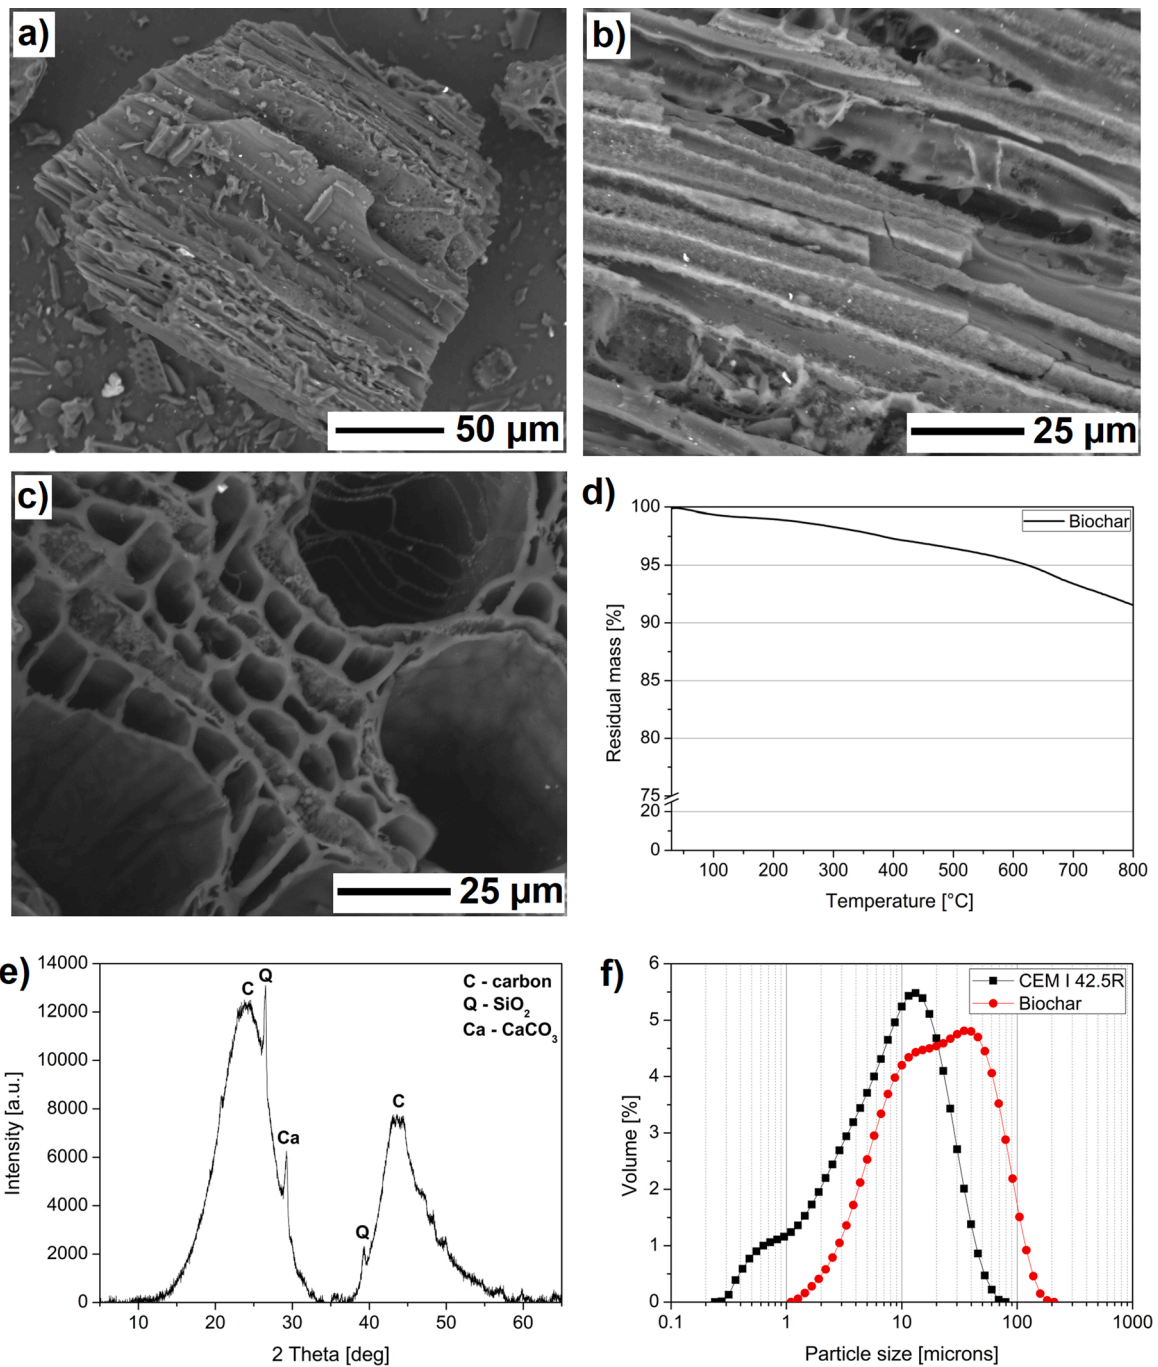 a)
50 µm
b)
25 µm
c)
25 µm
d)
100
95
90
85
80
75
20
0
Residual mass [%]
Biochar
100 200 300 400 500 600 700 800
Temperature [°C]
e)
14000
12000
10000
8000
6000
4000
2000
0
Intensity [a.u.]
C
Q
Ca
Q
C
C - carbon
Q - SiO₂
Ca - CaCO₃
10 20 30 40 50 60
2 Theta [deg]
f)
6
5
4
3
2
1
0
Volume [%]
CEM I 42.5R
Biochar
0.1 1 10 100 1000
Particle size [microns]